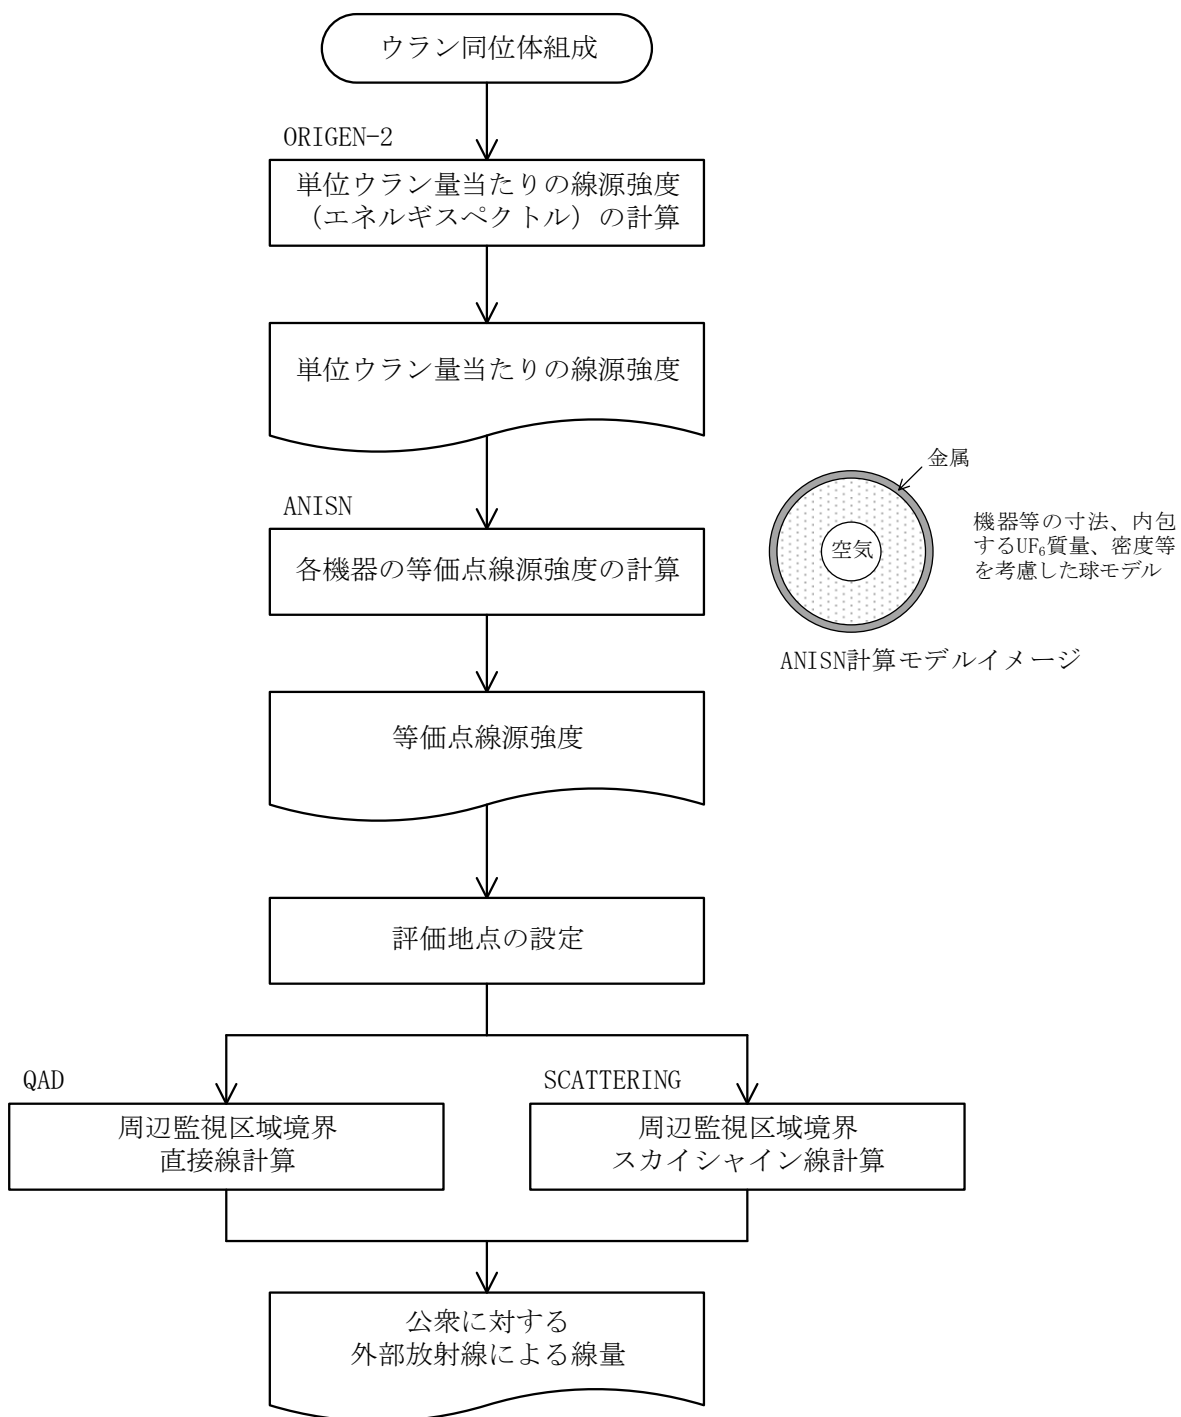 ウラン同位体組成
ORIGEN-2
単位ウラン量当たりの線源強度
（エネルギスペクトル）の計算
単位ウラン量当たりの線源強度
ANISN
各機器の等価点線源強度の計算
金属
空気
機器等の寸法、内包
するUF₆質量、密度等
を考慮した球モデル
ANISN計算モデルイメージ
等価点線源強度
評価地点の設定
QAD
周辺監視区域境界
直接線計算
SCATTERING
周辺監視区域境界
スカイシャイン線計算
公衆に対する
外部放射線による線量